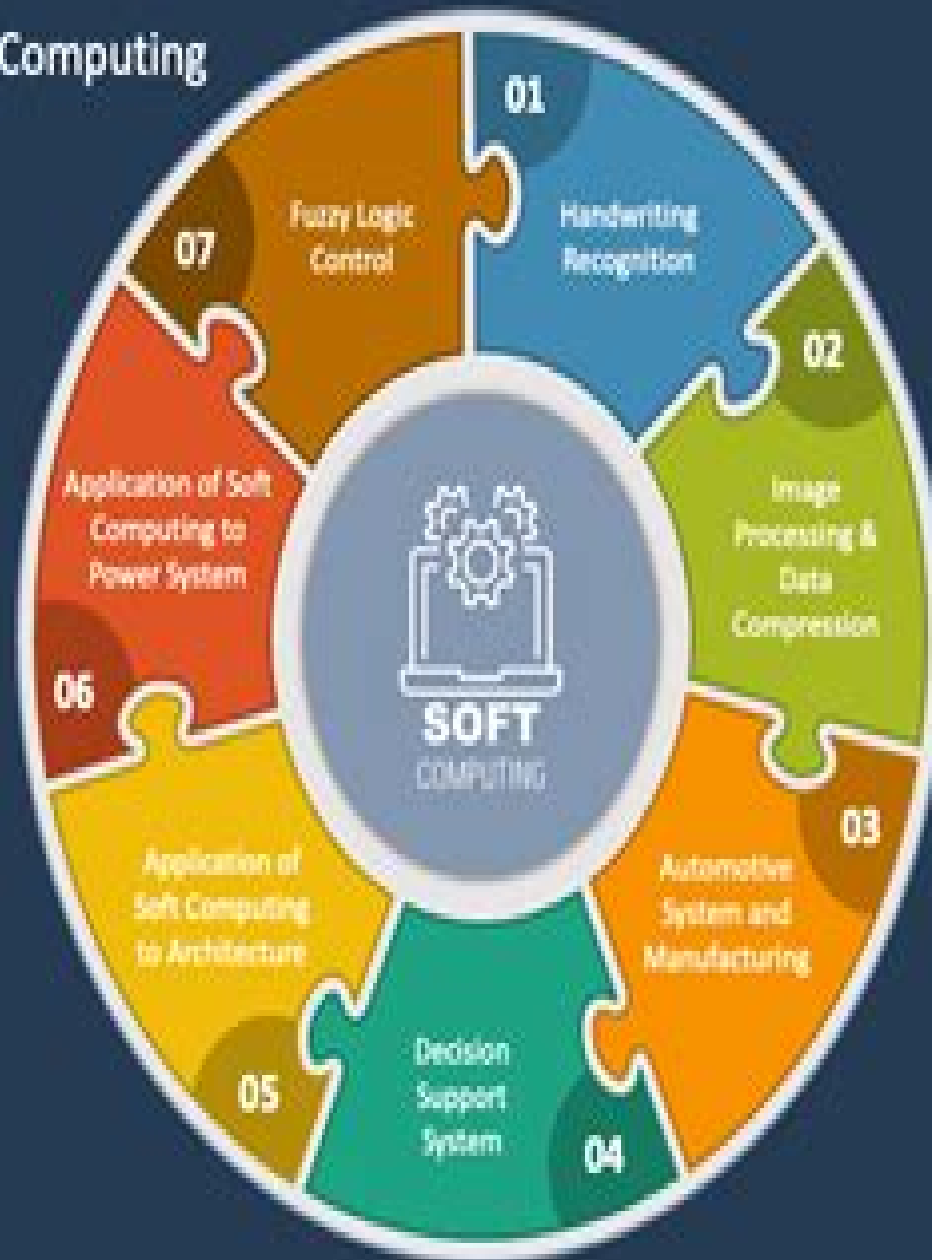 Computing
01
Handwriting
Recognition
02
Image
Processing &
Data
Compression
03
Automotive
System and
Manufacturing
04
Decision
Support
System
05
Application of
Soft Computing
to Architecture
06
Application of Soft
Computing to
Power System
07
Fuzzy Logic
Control
SOFT
COMPUTING